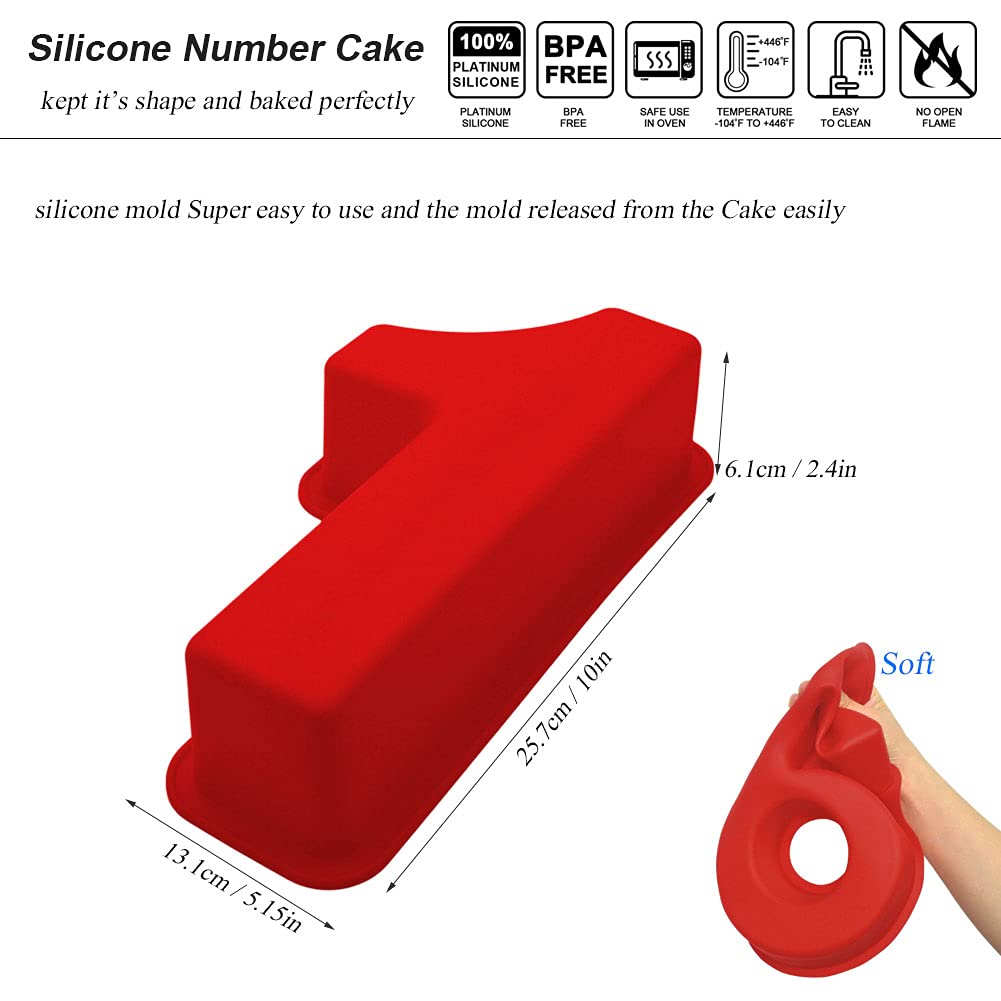 Silicone Number Cake
kept it's shape and baked perfectly
100%
PLATINUM
SILICONE
PLATINUM
SILICONE
BPA
FREE
BPA
FREE
SAFE USE
IN OVEN
+446°F
-104°F
TEMPERATURE
-104°F TO +446°F
EASY
TO CLEAN
NO OPEN
FLAME
silicone mold Super easy to use and the mold released from the Cake easily
6.1cm / 2.4in
25.7cm / 10in
13.1cm / 5.15in
Soft